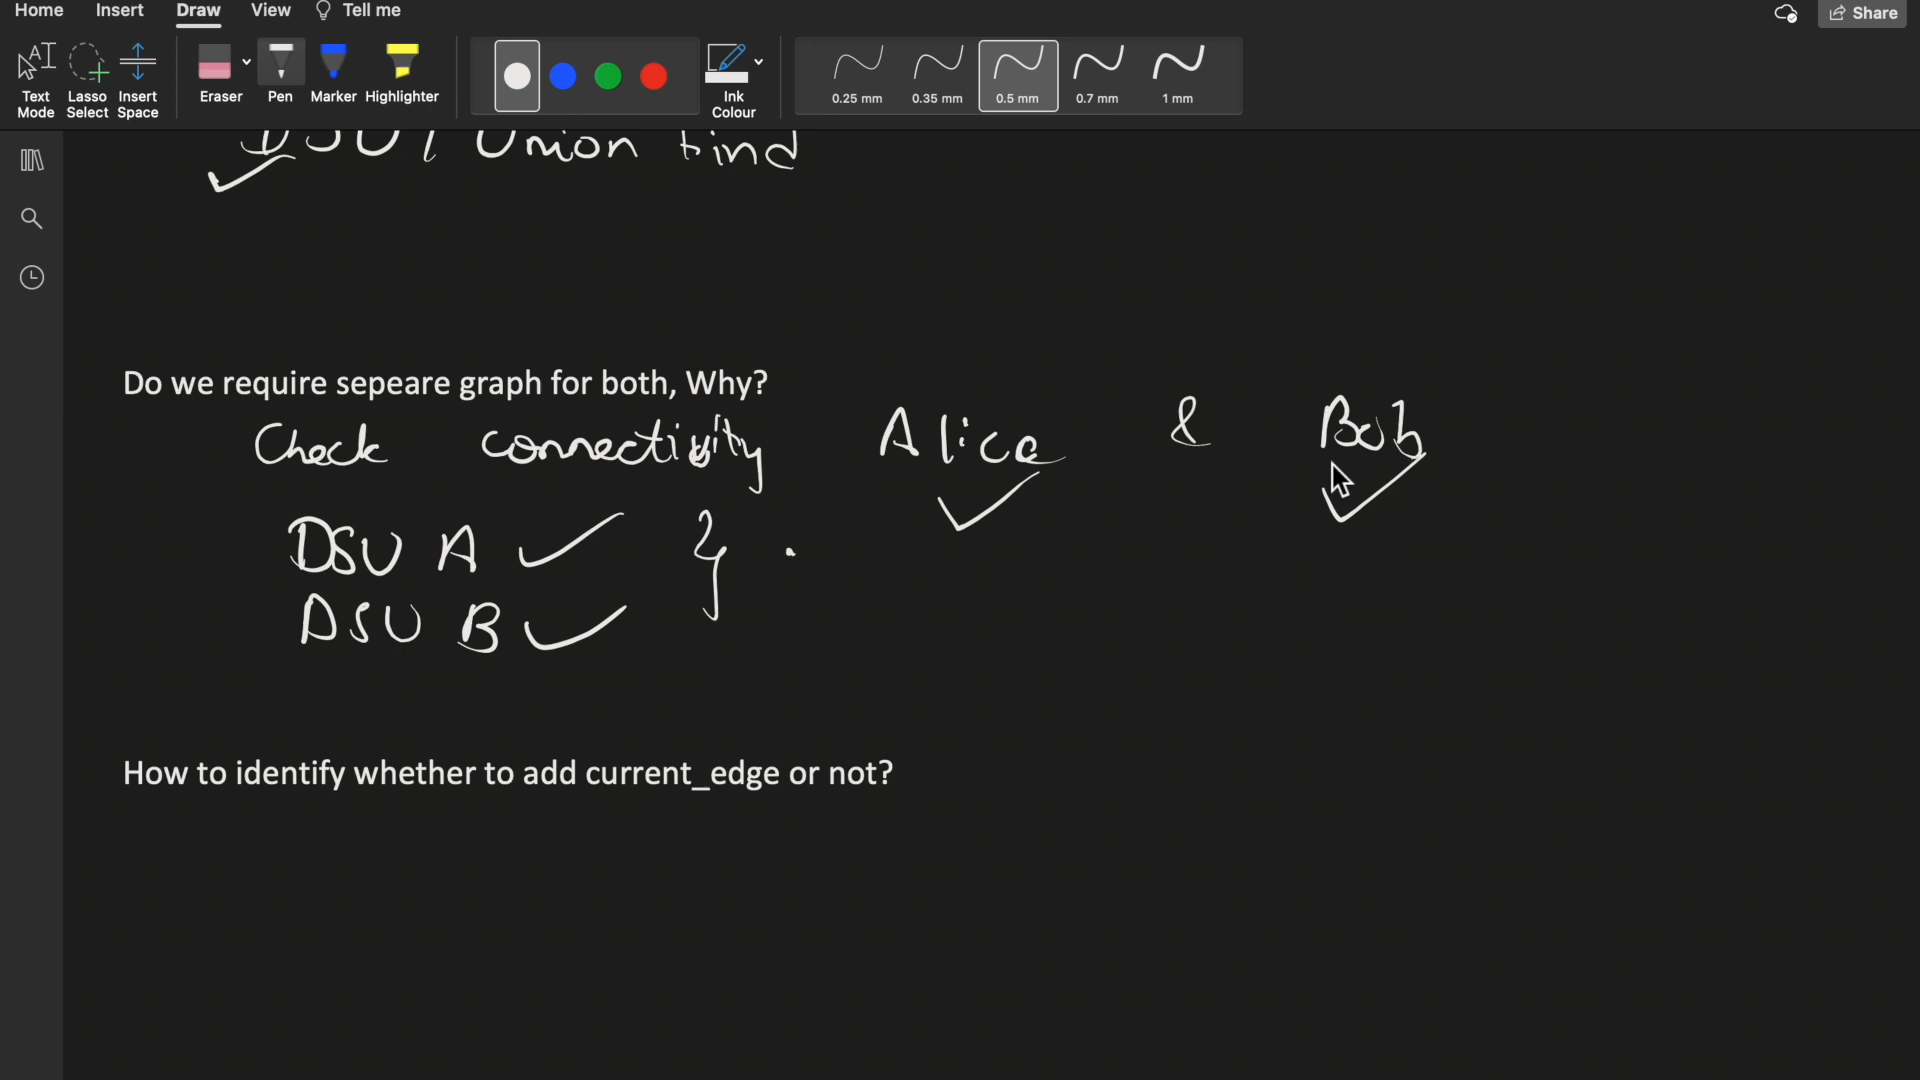 Home Insert Draw View Tell me
Share
Text Mode Lasso Select Insert Space Eraser Pen Marker Highlighter Ink Colour 0.25 mm 0.35 mm 0.5 mm 0.7 mm 1 mm
DSU / Union Find
Do we require sepeare graph for both, Why?
Check connectivity Alice & Bob
DSU A
DSU B
How to identify whether to add current_edge or not?